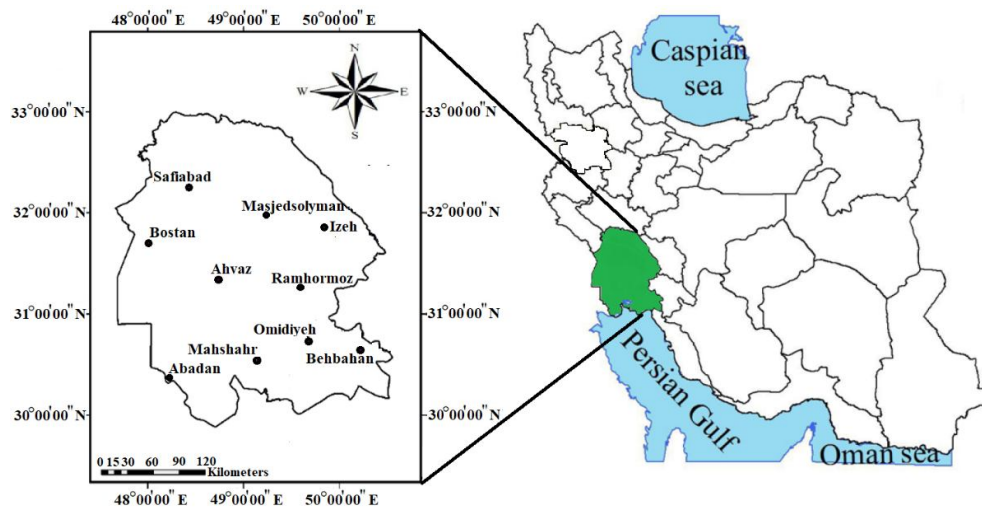 48°00'00" E 49°00'00" E 50°00'00" E
N
W E
S
33°00'00" N
33°00'00" N
32°00'00" N
32°00'00" N
31°00'00" N
31°00'00" N
30°00'00" N
30°00'00" N
Safiabad
Masjedsolyman
Izeh
Bostan
Ahvaz
Ramhormoz
Omidiyeh
Mahshahr
Behbahan
Abadan
0 15 30 60 90 120
Kilometers
48°00'00" E 49°00'00" E 50°00'00" E
Caspian
sea
Persian Gulf
Oman sea